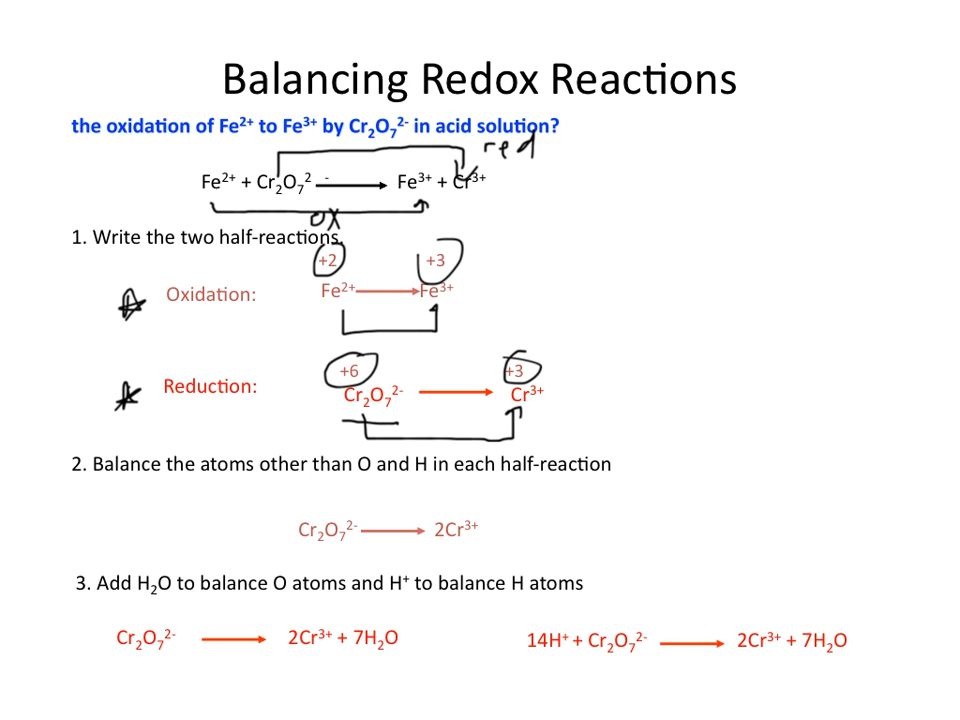 Balancing Redox Reactions
the oxidation of Fe²⁺ to Fe³⁺ by Cr₂O₇²⁻ in acid solution?
red
Fe²⁺ + Cr₂O₇² ⁻ ⟶ Fe³⁺ + Cr³⁺
ox
1. Write the two half-reactions.
+2 +3
Oxidation: Fe²⁺ ⟶ Fe³⁺
+6 +3
Reduction: Cr₂O₇²⁻ ⟶ Cr³⁺
2. Balance the atoms other than O and H in each half-reaction
Cr₂O₇²⁻ ⟶ 2Cr³⁺
3. Add H₂O to balance O atoms and H⁺ to balance H atoms
Cr₂O₇²⁻ ⟶ 2Cr³⁺ + 7H₂O 14H⁺ + Cr₂O₇²⁻ ⟶ 2Cr³⁺ + 7H₂O